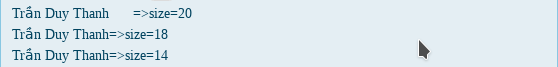 Trần Duy Thanh      =>size=20
Trần Duy Thanh=>size=18
Trần Duy Thanh=>size=14